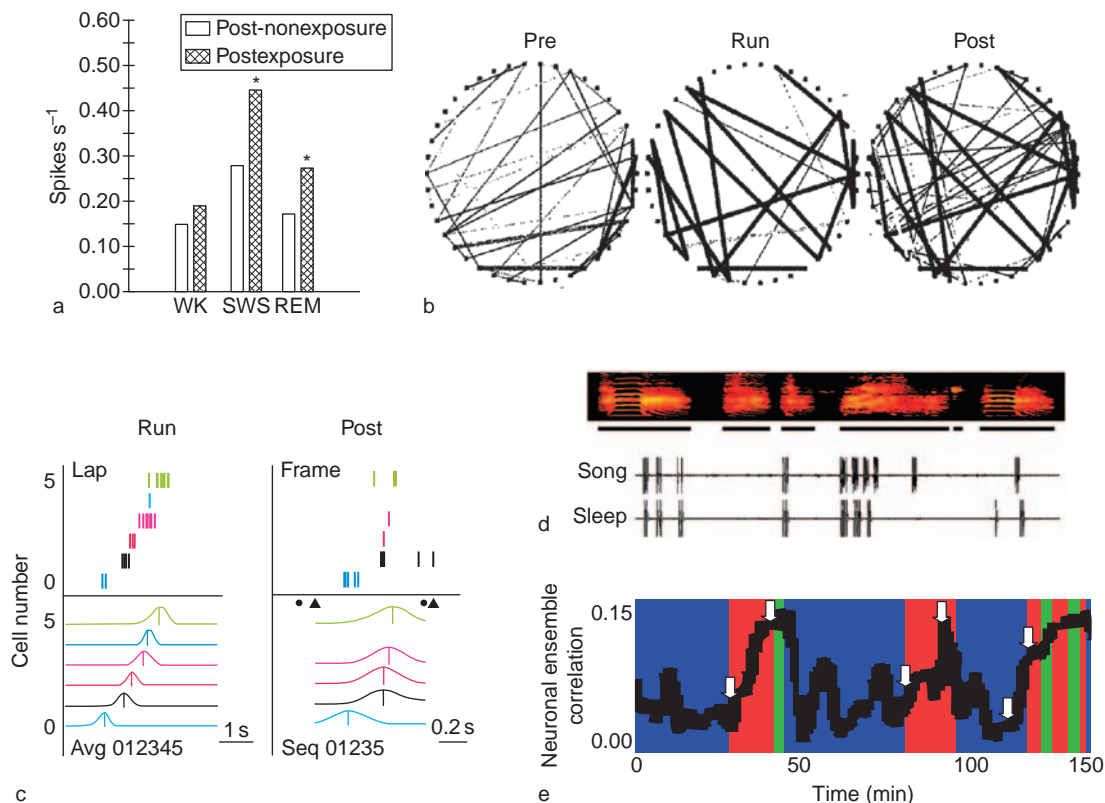 0.60
0.50
0.40
0.30
0.20
0.10
0.00
Spikes s⁻¹
Post-nonexposure
Postexposure
*
*
WK SWS REM
a
Pre Run Post
b
Run
Lap
5
0
Cell number
5
0
Avg 012345
1 s
Post
Frame
Seq 01235
0.2 s
c
Song
Sleep
d
Neuronal ensemble
correlation
0.15
0.00
0 50 100 150
Time (min)
e